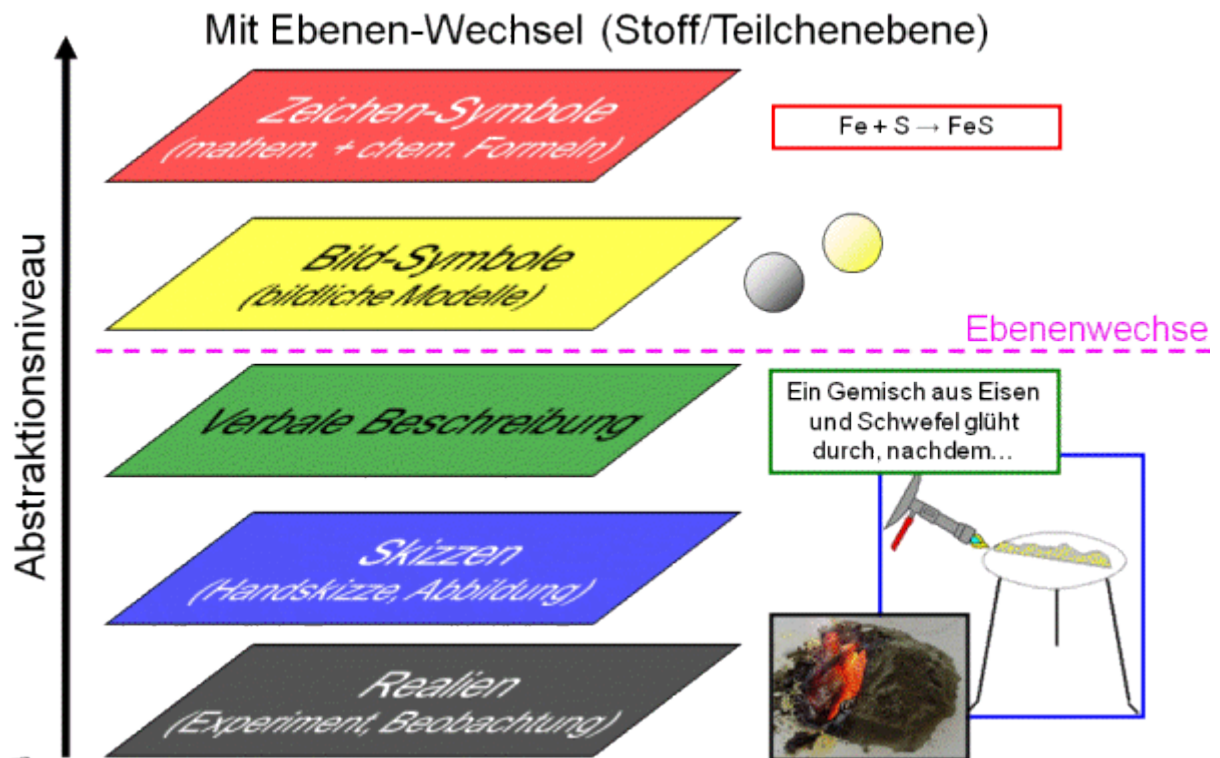 Mit Ebenen-Wechsel (Stoff/Teilchenebene)
Abstraktionsniveau
Zeichen-Symbole
(mathem. + chem. Formeln)
Fe + S → FeS
Bild-Symbole
(bildliche Modelle)
Ebenenwechse
Verbale Beschreibung
Ein Gemisch aus Eisen
und Schwefel glüht
durch, nachdem...
Skizzen
(Handskizze, Abbildung)
Realien
(Experiment, Beobachtung)